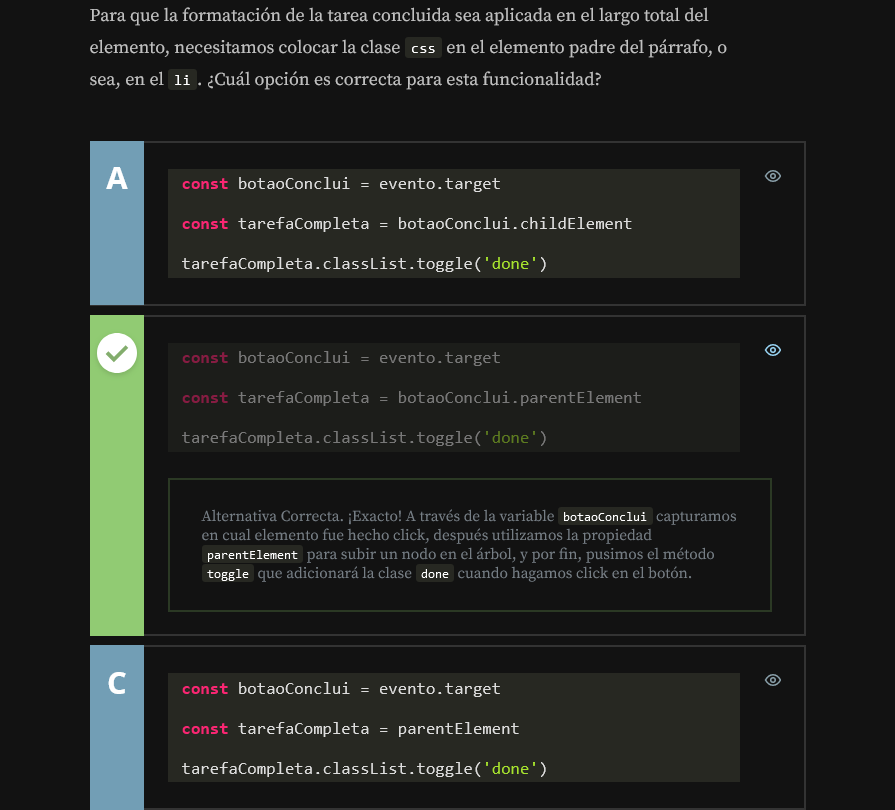 Para que la formatación de la tarea concluida sea aplicada en el largo total del
elemento, necesitamos colocar la clase css en el elemento padre del párrafo, o
sea, en el li. ¿Cuál opción es correcta para esta funcionalidad?
A
const botaoConclui = evento.target
const tarefaCompleta = botaoConclui.childElement
tarefaCompleta.classList.toggle('done')
const botaoConclui = evento.target
const tarefaCompleta = botaoConclui.parentElement
tarefaCompleta.classList.toggle('done')
Alternativa Correcta. ¡Exacto! A través de la variable botaoConclui capturamos
en cual elemento fue hecho click, después utilizamos la propiedad
parentElement para subir un nodo en el árbol, y por fin, pusimos el método
toggle que adicionará la clase done cuando hagamos click en el botón.
C
const botaoConclui = evento.target
const tarefaCompleta = parentElement
tarefaCompleta.classList.toggle('done')